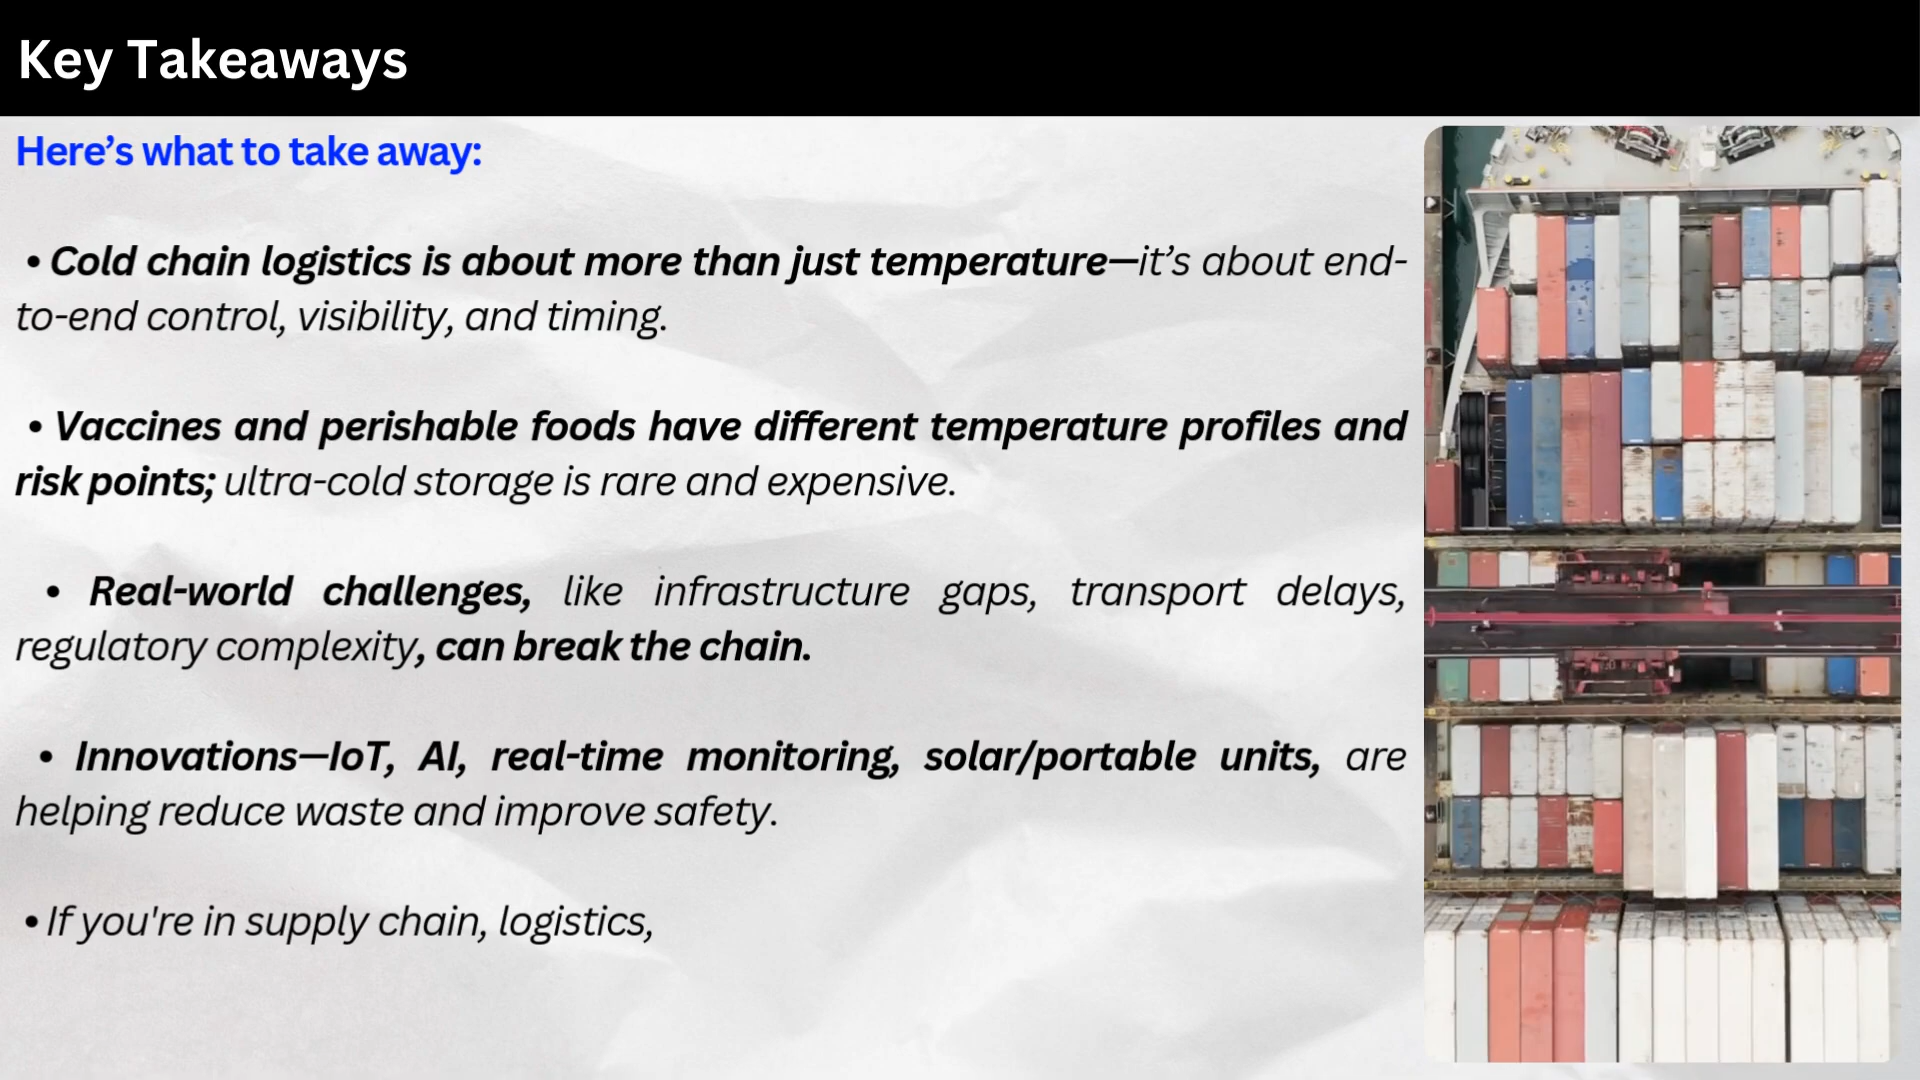 Key Takeaways
Here’s what to take away:
• Cold chain logistics is about more than just temperature—it’s about end-
to-end control, visibility, and timing.
• Vaccines and perishable foods have different temperature profiles and
risk points; ultra-cold storage is rare and expensive.
• Real-world challenges, like infrastructure gaps, transport delays,
regulatory complexity, can break the chain.
• Innovations—IoT, AI, real-time monitoring, solar/portable units, are
helping reduce waste and improve safety.
• If you're in supply chain, logistics,